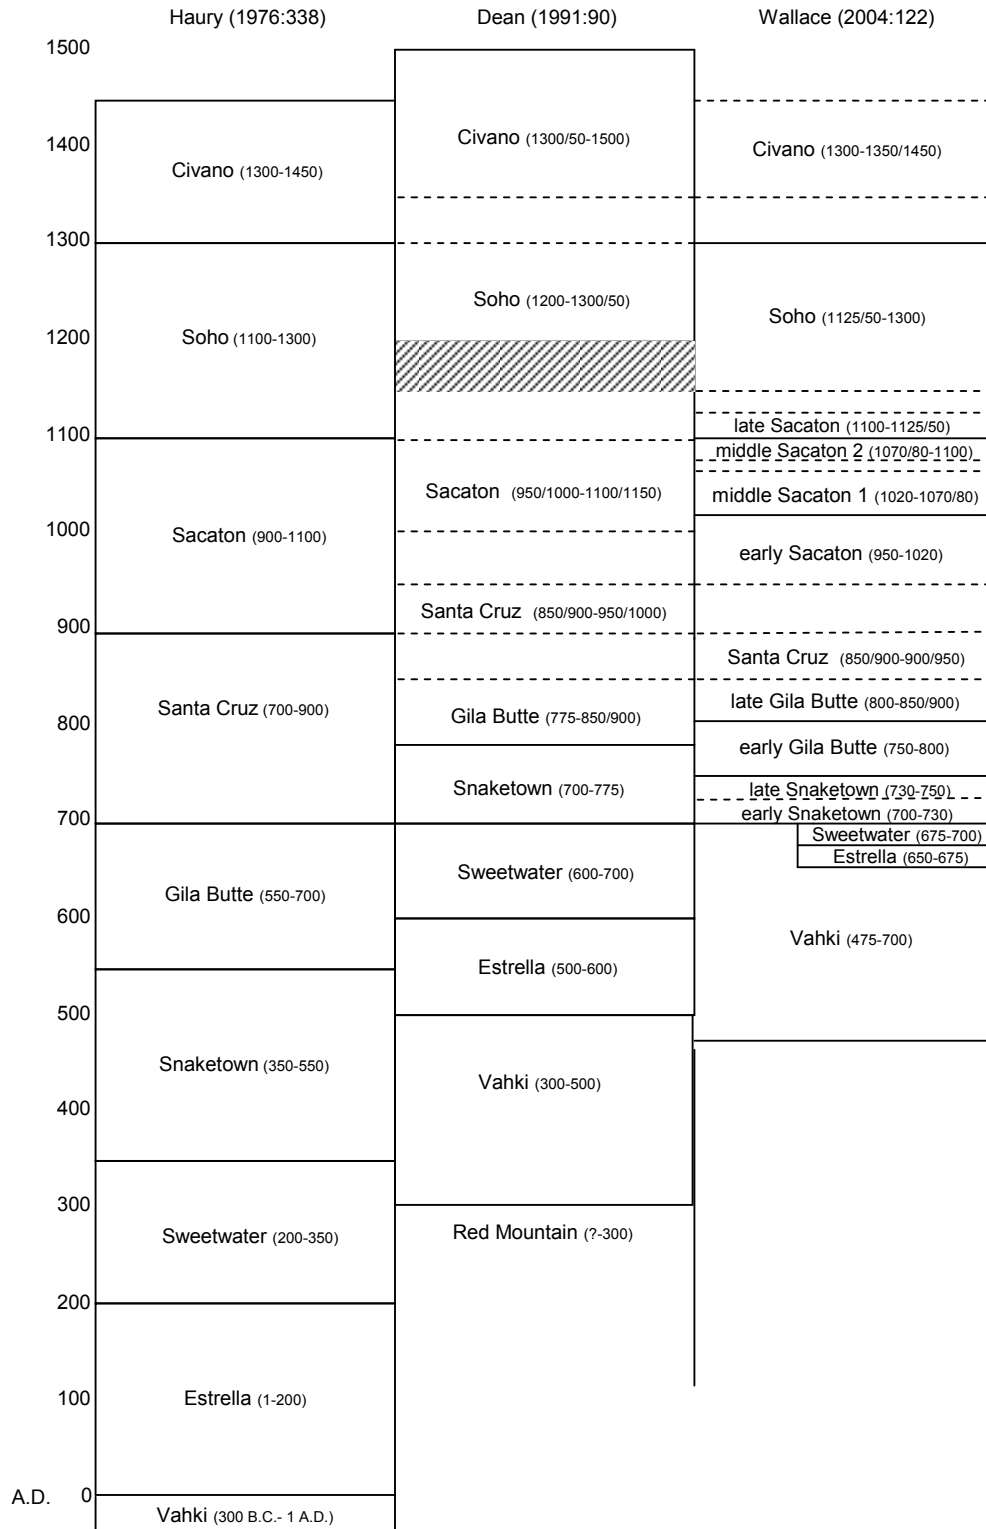 Haury (1976:338)
Dean (1991:90)
Wallace (2004:122)
1500
1400
1300
1200
1100
1000
900
800
700
600
500
400
300
200
100
A.D. 0
Civano (1300-1450)
Soho (1100-1300)
Sacaton (900-1100)
Santa Cruz (700-900)
Gila Butte (550-700)
Snaketown (350-550)
Sweetwater (200-350)
Estrella (1-200)
Vahki (300 B.C.- 1 A.D.)
Civano (1300/50-1500)
Soho (1200-1300/50)
Sacaton (950/1000-1100/1150)
Santa Cruz (850/900-950/1000)
Gila Butte (775-850/900)
Snaketown (700-775)
Sweetwater (600-700)
Estrella (500-600)
Vahki (300-500)
Red Mountain (?-300)
Civano (1300-1350/1450)
Soho (1125/50-1300)
late Sacaton (1100-1125/50)
middle Sacaton 2 (1070/80-1100)
middle Sacaton 1 (1020-1070/80)
early Sacaton (950-1020)
Santa Cruz (850/900-900/950)
late Gila Butte (800-850/900)
early Gila Butte (750-800)
late Snaketown (730-750)
early Snaketown (700-730)
Sweetwater (675-700)
Estrella (650-675)
Vahki (475-700)